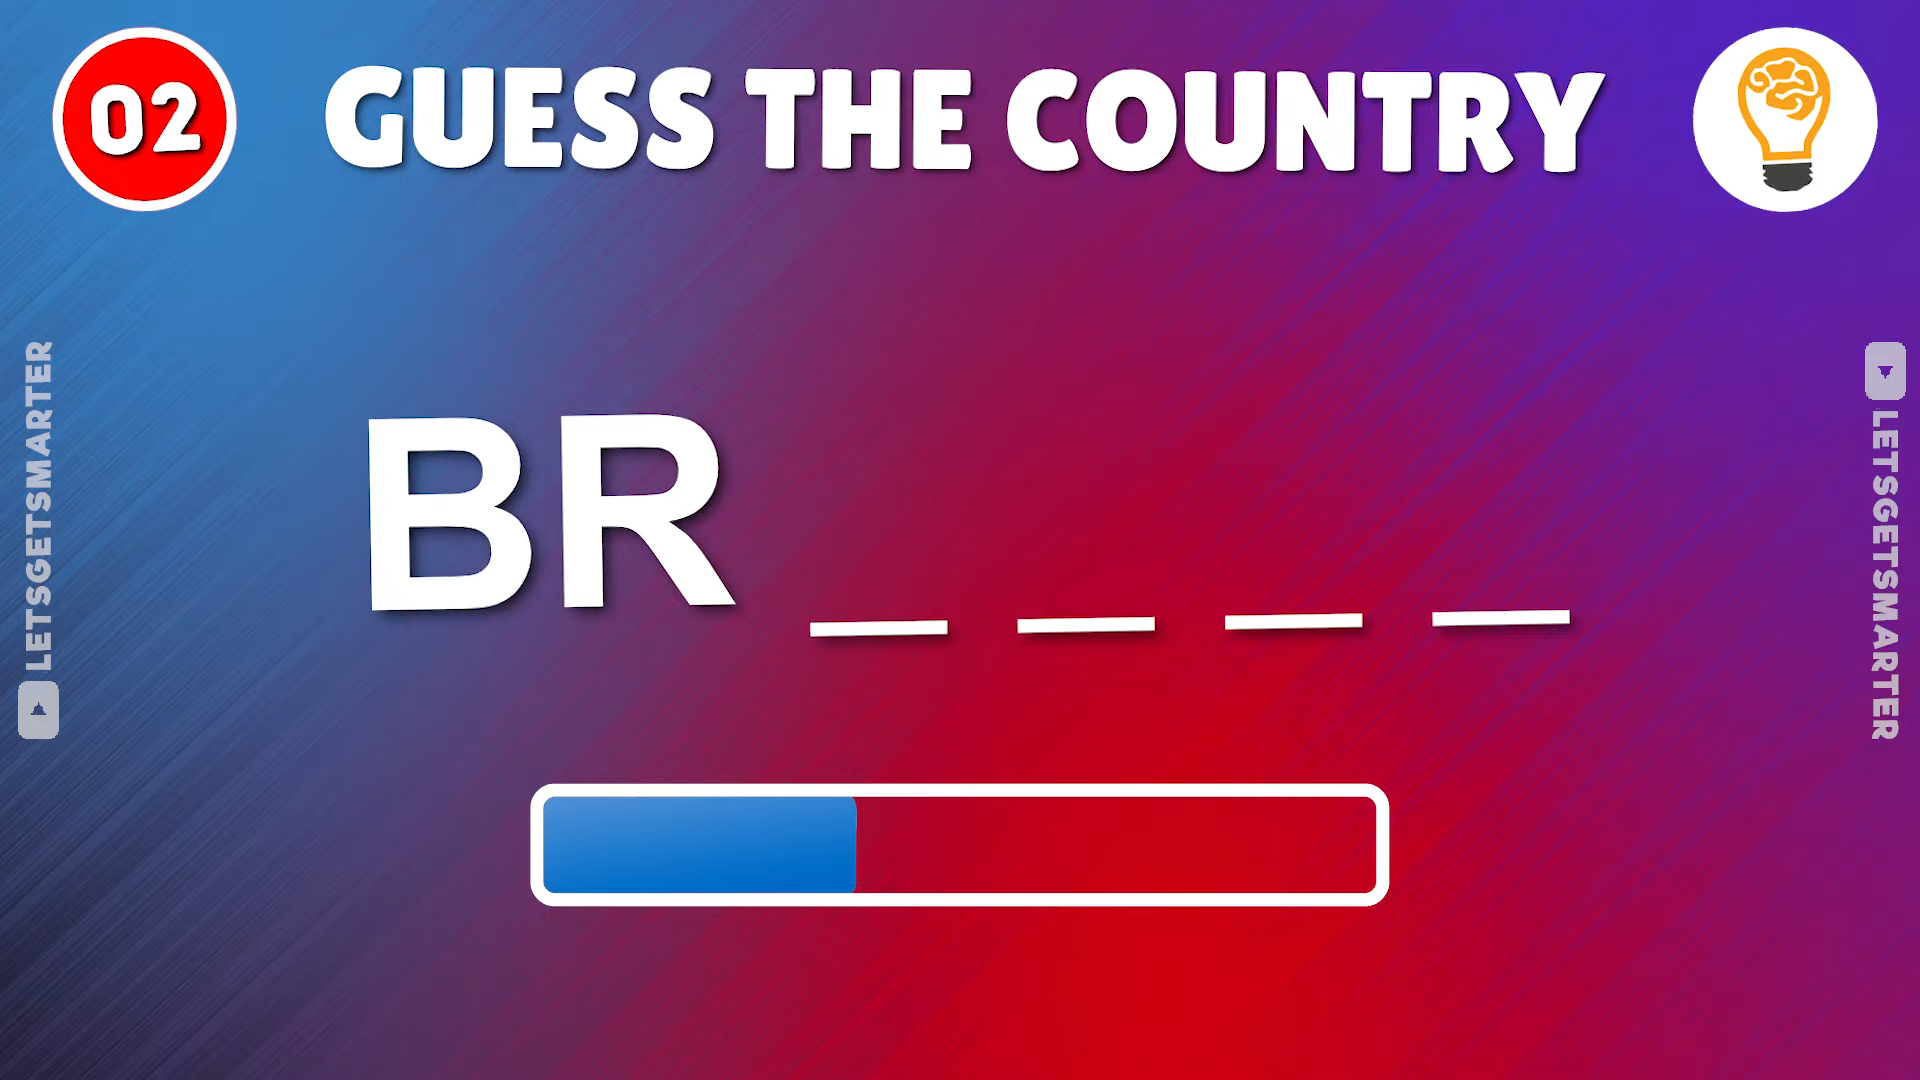 02
GUESS THE COUNTRY
LETSGETSMARTER
BR _ _ _ _
LETSGETSMARTER